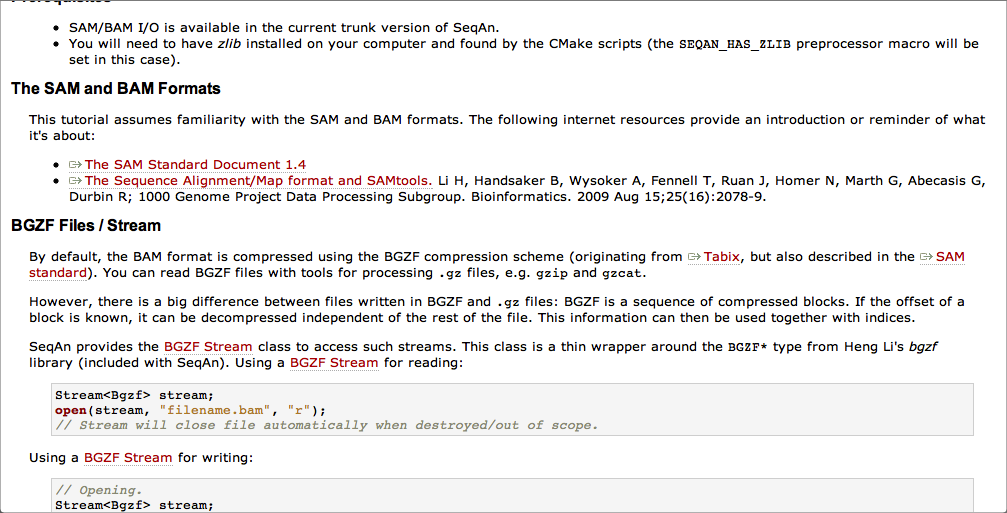 Prerequisites
SAM/BAM I/O is available in the current trunk version of SeqAn.
You will need to have zlib installed on your computer and found by the CMake scripts (the SEQAN_HAS_ZLIB preprocessor macro will be
set in this case).
The SAM and BAM Formats
This tutorial assumes familiarity with the SAM and BAM formats. The following internet resources provide an introduction or reminder of what
it's about:
The SAM Standard Document 1.4
The Sequence Alignment/Map format and SAMtools. Li H, Handsaker B, Wysoker A, Fennell T, Ruan J, Homer N, Marth G, Abecasis G,
Durbin R; 1000 Genome Project Data Processing Subgroup. Bioinformatics. 2009 Aug 15;25(16):2078-9.
BGZF Files / Stream
By default, the BAM format is compressed using the BGZF compression scheme (originating from Tabix, but also described in the SAM
standard). You can read BGZF files with tools for processing .gz files, e.g. gzip and gzcat.
However, there is a big difference between files written in BGZF and .gz files: BGZF is a sequence of compressed blocks. If the offset of a
block is known, it can be decompressed independent of the rest of the file. This information can then be used together with indices.
SeqAn provides the BGZF Stream class to access such streams. This class is a thin wrapper around the BGZF* type from Heng Li's bgzf
library (included with SeqAn). Using a BGZF Stream for reading:
Stream<Bgzf> stream;
open(stream, "filename.bam", "r");
// Stream will close file automatically when destroyed/out of scope.
Using a BGZF Stream for writing:
// Opening.
Stream<Bgzf> stream;